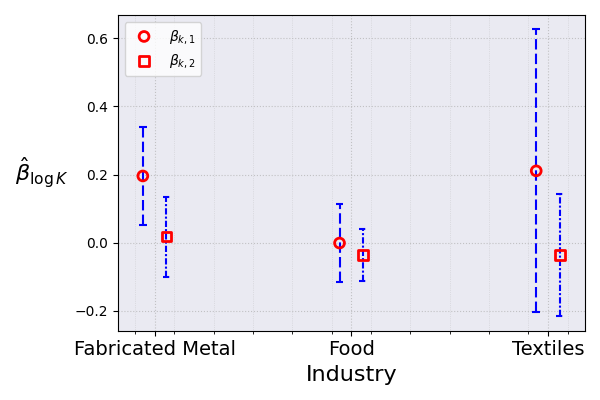 β_{k,1}
β_{k,2}
0.6
0.4
0.2
0.0
−0.2
β̂_{log K}
Fabricated Metal Food Textiles
Industry